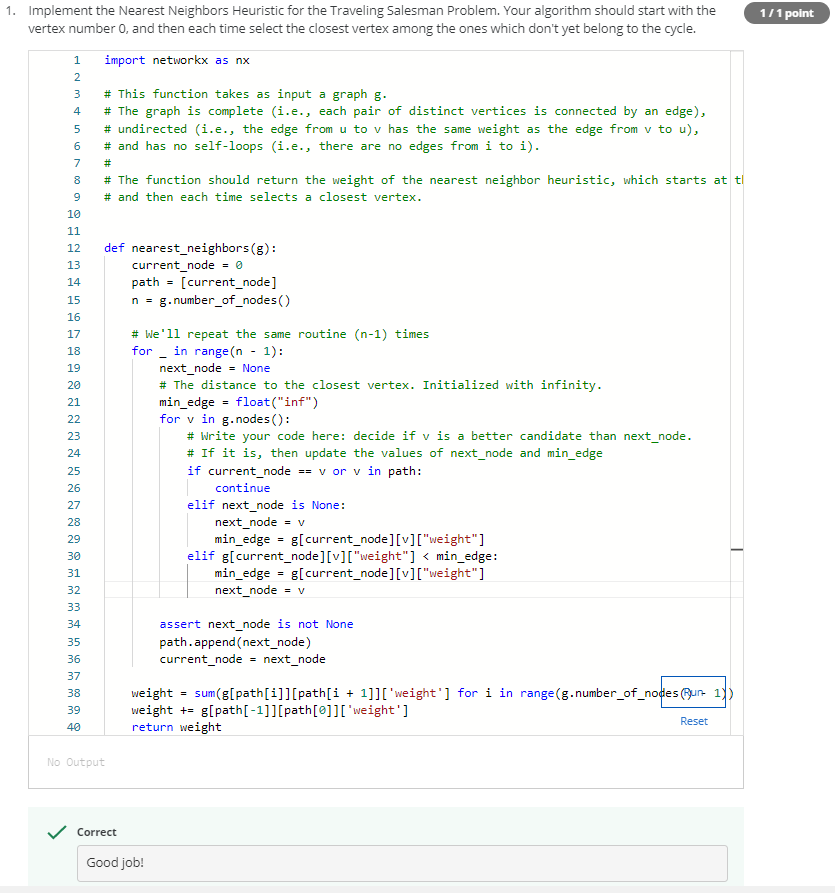 1. Implement the Nearest Neighbors Heuristic for the Traveling Salesman Problem. Your algorithm should start with the
vertex number 0, and then each time select the closest vertex among the ones which don't yet belong to the cycle.
1 / 1 point
1 import networkx as nx
2
3 # This function takes as input a graph g.
4 # The graph is complete (i.e., each pair of distinct vertices is connected by an edge),
5 # undirected (i.e., the edge from u to v has the same weight as the edge from v to u),
6 # and has no self-loops (i.e., there are no edges from i to i).
7 #
8 # The function should return the weight of the nearest neighbor heuristic, which starts at
9 # and then each time selects a closest vertex.
10
11
12 def nearest_neighbors(g):
13     current_node = 0
14     path = [current_node]
15     n = g.number_of_nodes()
16
17     # We'll repeat the same routine (n-1) times
18     for _ in range(n - 1):
19         next_node = None
20         # The distance to the closest vertex. Initialized with infinity.
21         min_edge = float("inf")
22         for v in g.nodes():
23             # Write your code here: decide if v is a better candidate than next_node.
24             # If it is, then update the values of next_node and min_edge
25             if current_node == v or v in path:
26                 continue
27             elif next_node is None:
28                 next_node = v
29                 min_edge = g[current_node][v]["weight"]
30             elif g[current_node][v]["weight"] < min_edge:
31                 min_edge = g[current_node][v]["weight"]
32                 next_node = v
33
34         assert next_node is not None
35         path.append(next_node)
36         current_node = next_node
37
38     weight = sum(g[path[i]][path[i + 1]]['weight'] for i in range(g.number_of_nodes() - 1))
39     weight += g[path[-1]][path[0]]['weight']
40     return weight
Run
Reset
No Output
Correct
Good job!